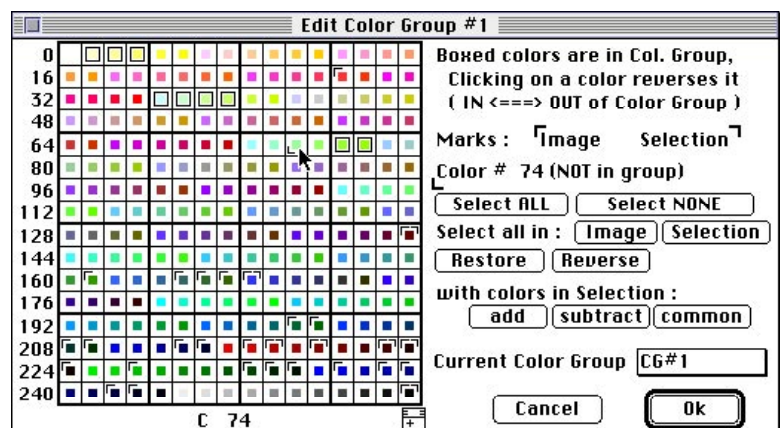 Edit Color Group #1
0
16
32
48
64
80
96
112
128
144
160
176
192
208
224
240
C 74
Boxed colors are in Col. Group,
Clicking on a color reverses it
( IN <===> OUT of Color Group )
Marks : Image Selection
Color # 74 (NOT in group)
Select ALL Select NONE
Select all in : Image Selection
Restore Reverse
with colors in Selection :
add subtract common
Current Color Group CG#1
Cancel Ok